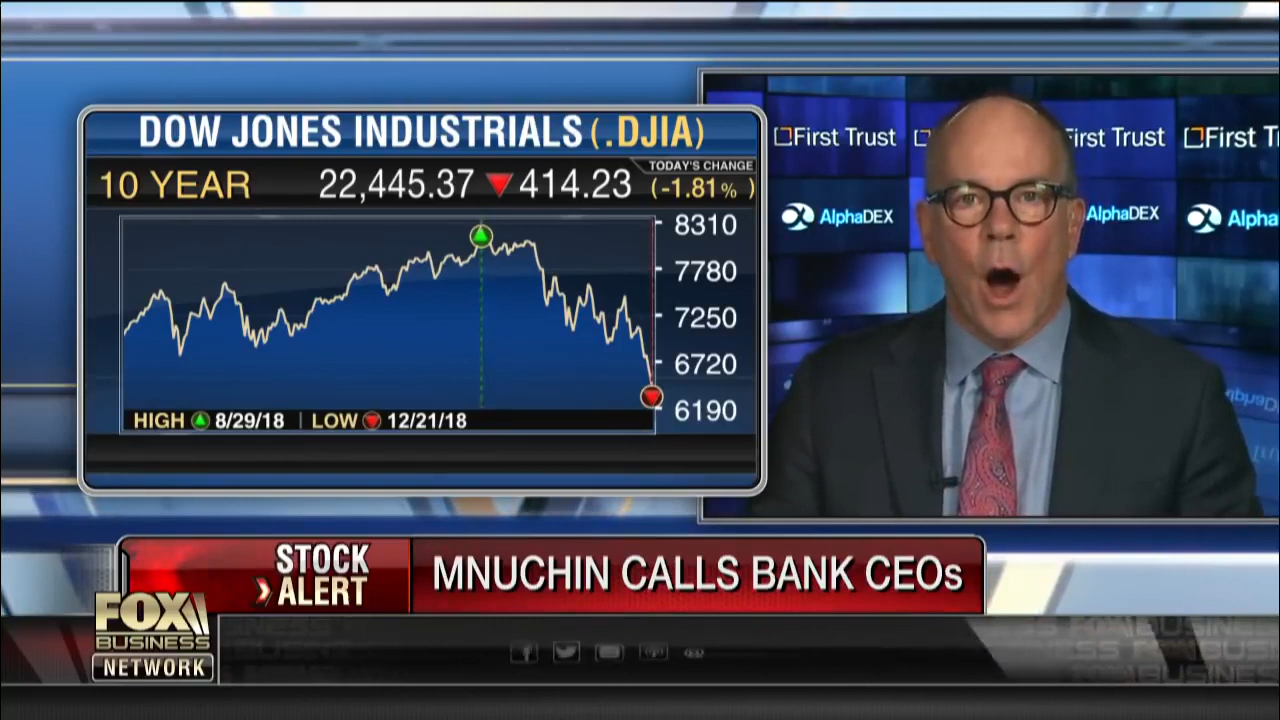 DOW JONES INDUSTRIALS (.DJIA)
TODAY'S CHANGE
10 YEAR 22,445.37 ▼ 414.23 (-1.81%)
8310
7780
7250
6720
6190
HIGH 8/29/18 | LOW 12/21/18
First Trust
First Trust
First T
AlphaDEX
AlphaDEX
Alpha
STOCK
ALERT
MNUCHIN CALLS BANK CEOs
FOX
BUSINESS
NETWORK